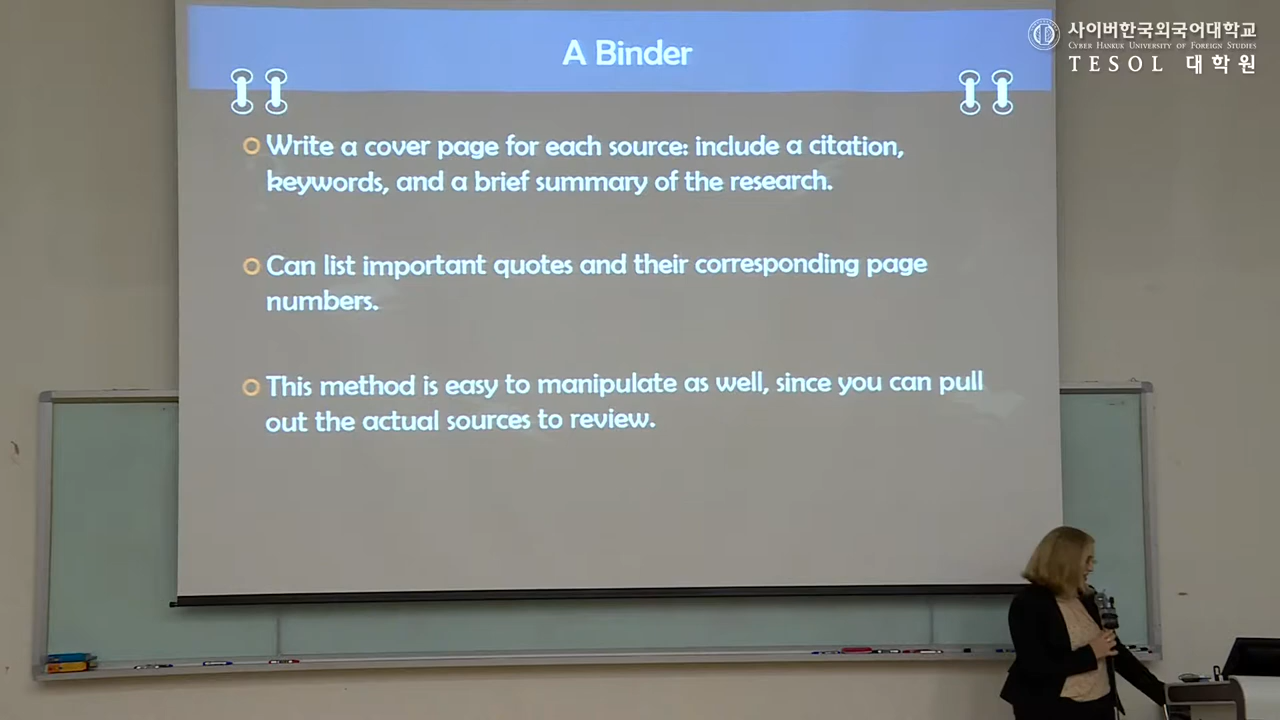 A Binder
사이버한국외국어대학교
CYBER HANKUK UNIVERSITY OF FOREIGN STUDIES
TESOL 대학원
Write a cover page for each source: include a citation,
keywords, and a brief summary of the research.
Can list important quotes and their corresponding page
numbers.
This method is easy to manipulate as well, since you can pull
out the actual sources to review.